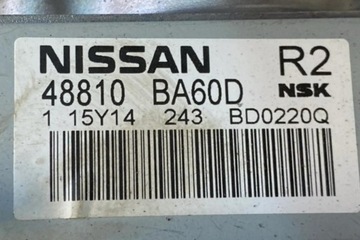 NISSAN R2
48810 BA60D NSK
1 15Y14 243 BD0220Q